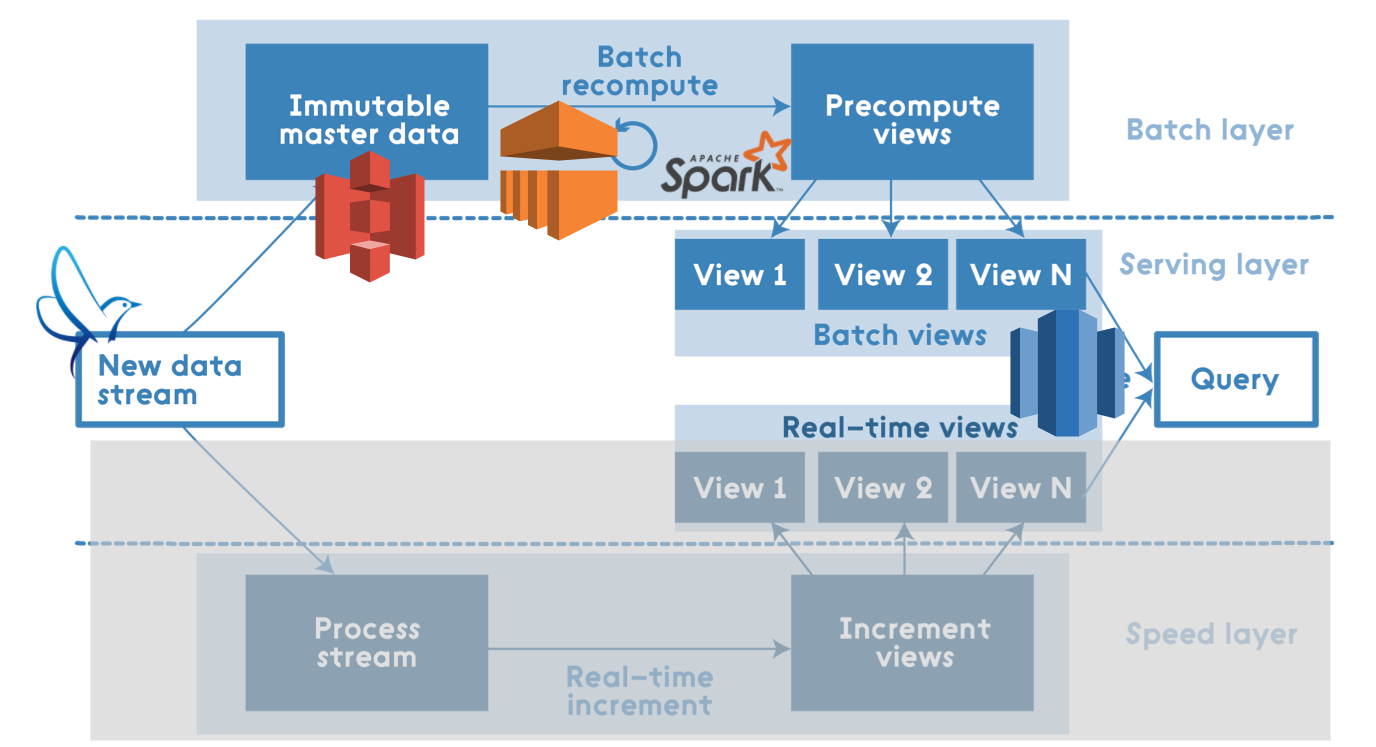 Batch
recompute
Immutable
master data
Precompute
views
Batch layer
APACHE
Spark™
View 1
View 2
View N
Serving layer
Batch views
New data
stream
e
Query
Real-time views
View 1
View 2
View N
Process
stream
Increment
views
Speed layer
Real-time
increment